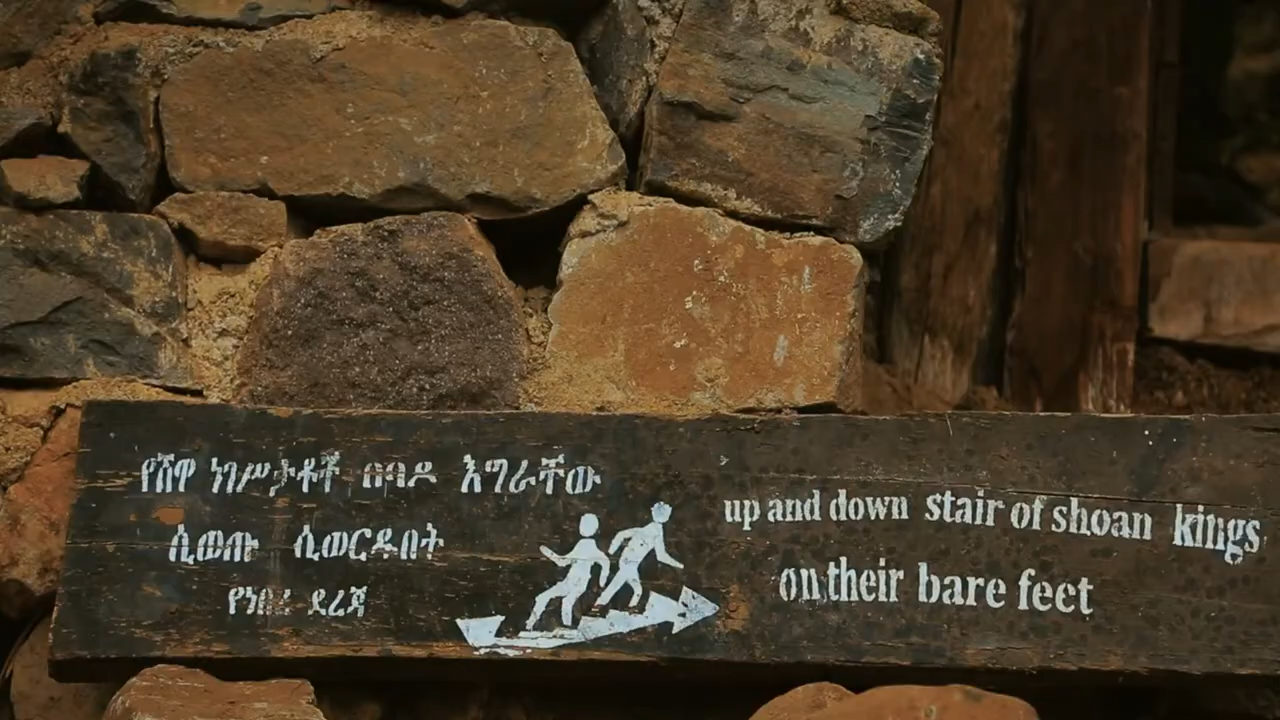 የሸዋ ነገሥታቶች በባዶ እግራቸው
ሲወጡ ሲወርዱበት
የነበረ ደረጃ
up and down stair of shoan kings
on their bare feet